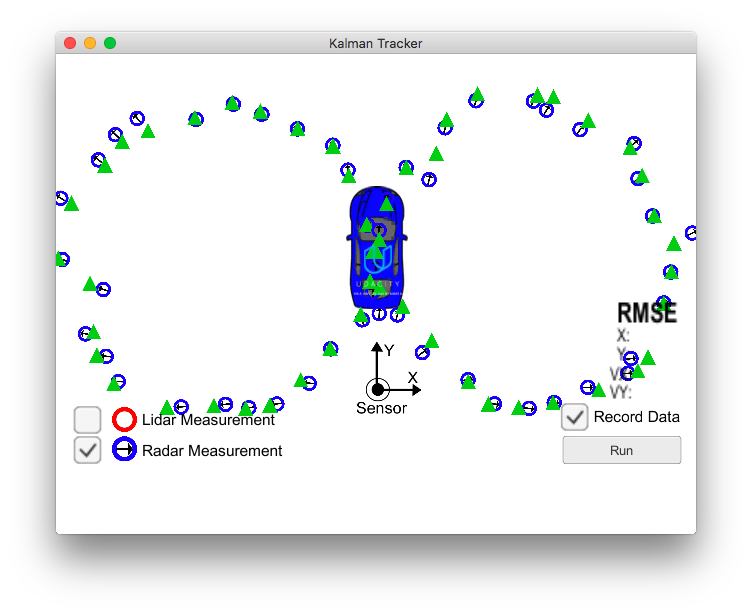 Kalman Tracker
UDACITY
RMSE
X:
Y:
VX:
VY:
Y
X
Sensor
Lidar Measurement
Record Data
Radar Measurement
Run